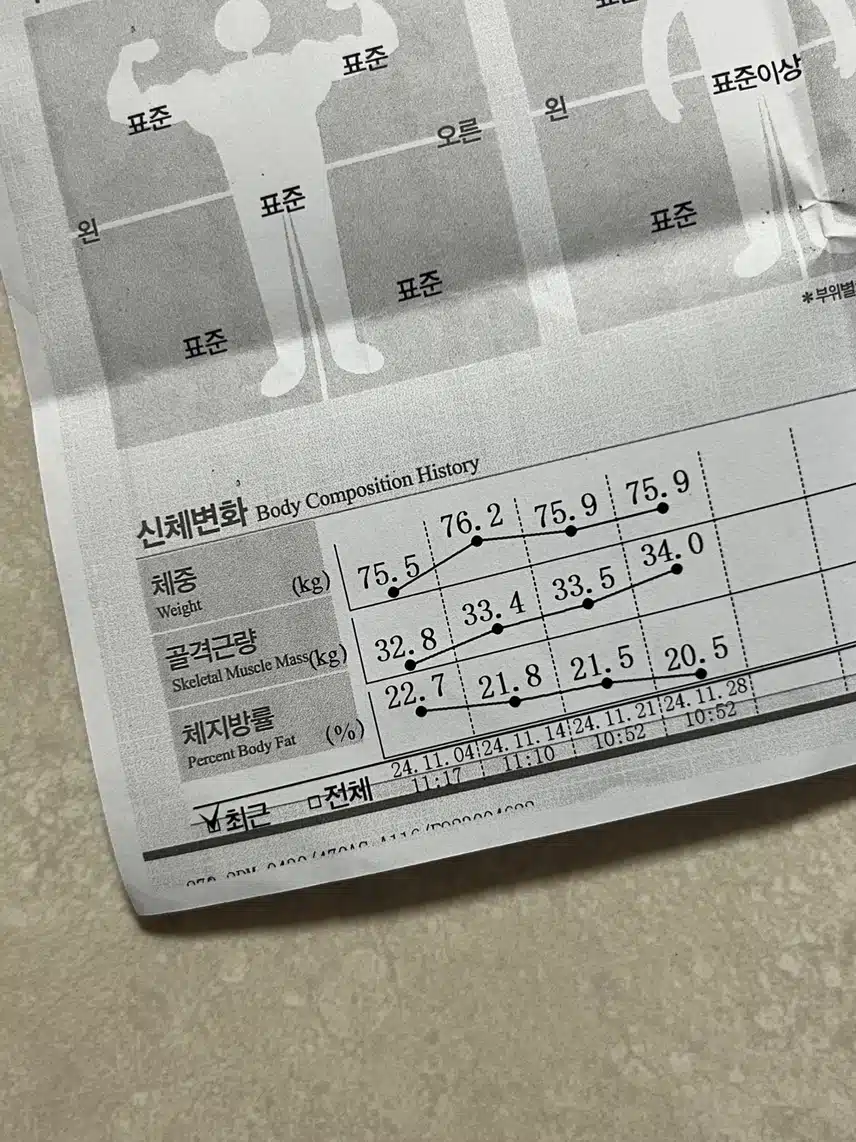 표준
표준이상
표준
오른
왼
표준
왼
표준
표준
표준
*부위별
신체변화 Body Composition History
체중 (kg) 75.5 76.2 75.9 75.9
Weight
골격근량
Skeletal Muscle Mass(kg) 32.8 33.4 33.5 34.0
체지방률 (%) 22.7 21.8 21.5 20.5
Percent Body Fat
24.11.04 24.11.14 24.11.21 24.11.28
11:17 11:10 10:52 10:52
최근 전체